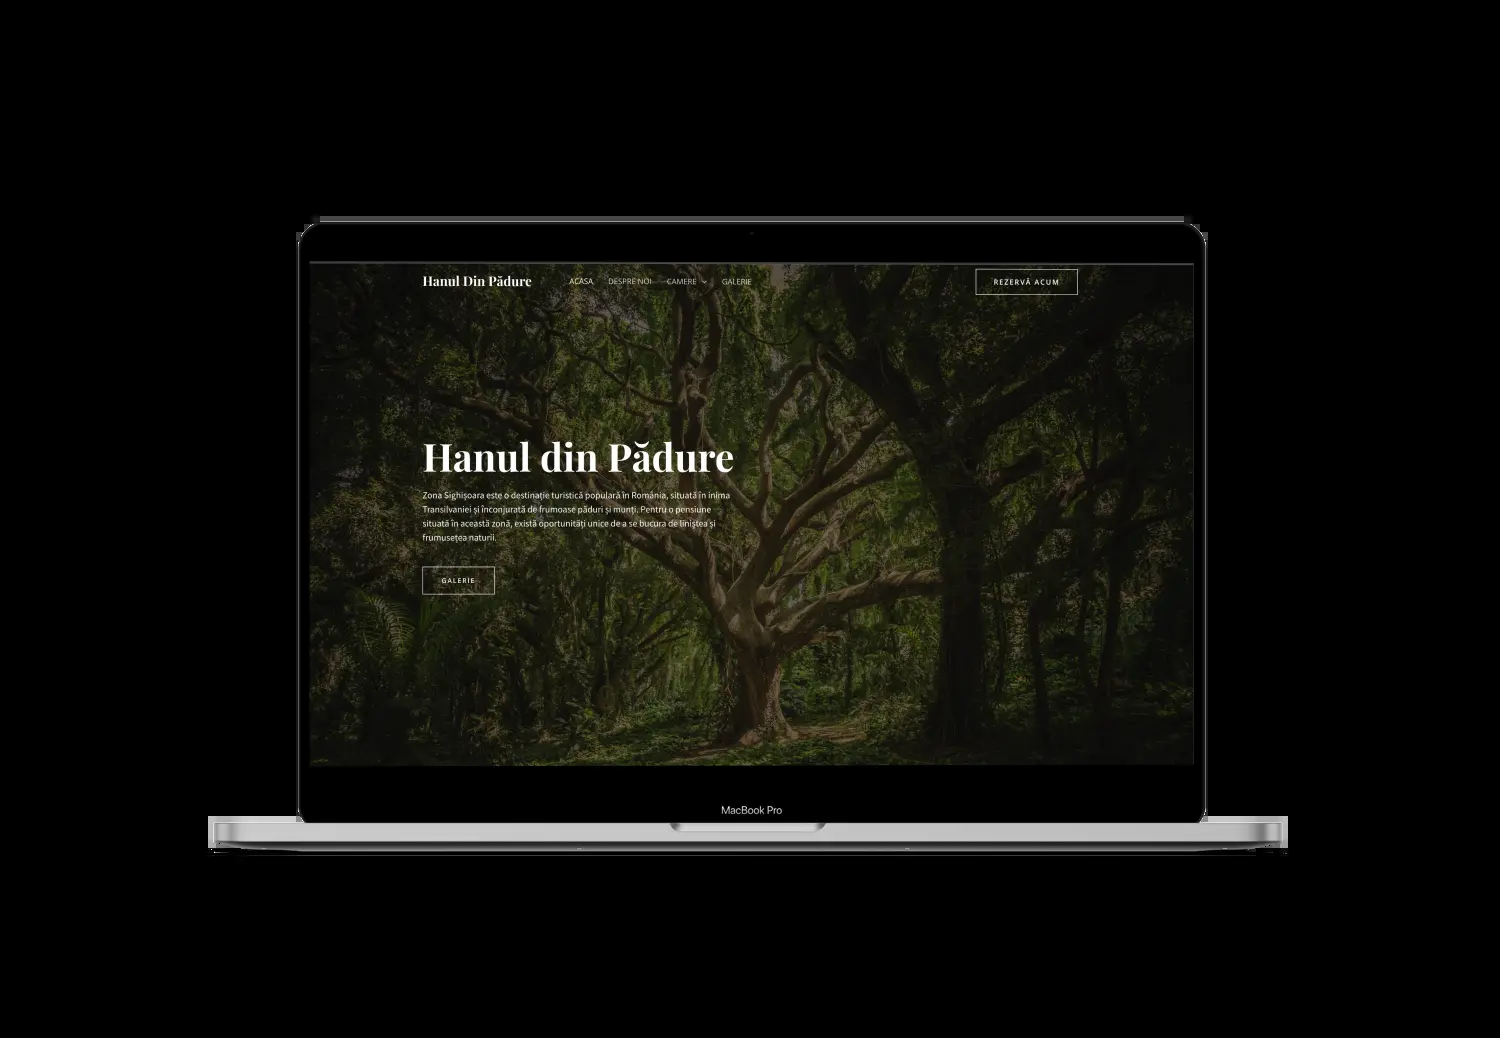 Hanul Din Pădure
ACASA DESPRE NOI CAMERE GALERIE
REZERVĂ ACUM
Hanul din Pădure
Zona Sighișoara este o destinație turistică populară în România, situată în inima
Transilvaniei și înconjurată de frumoase păduri și munți. Pentru o pensiune
situată în această zonă, există oportunități unice de a se bucura de liniștea și
frumusețea naturii.
GALERIE
MacBook Pro